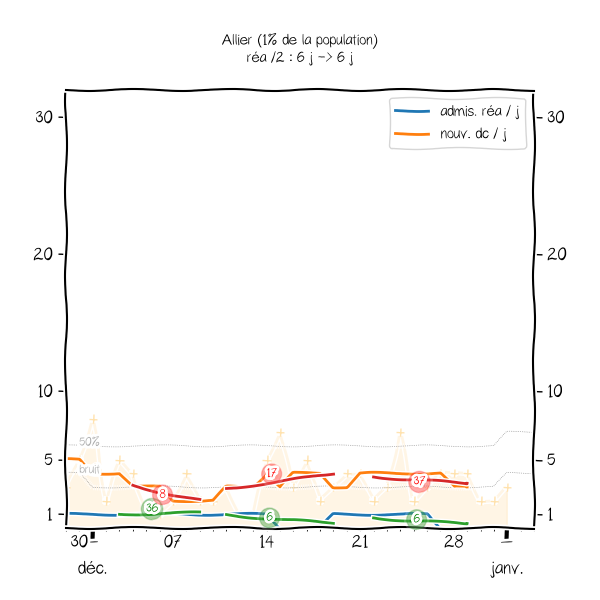 Allier (1% de la population)
réa /2 : 6 j -> 6 j
admis. réa / j
nouv. dc / j
30 30
20 20
10 10
50%
5 5
bruit
17
37
8
36
6
6
1 1
30 07 14 21 28
déc. janv.